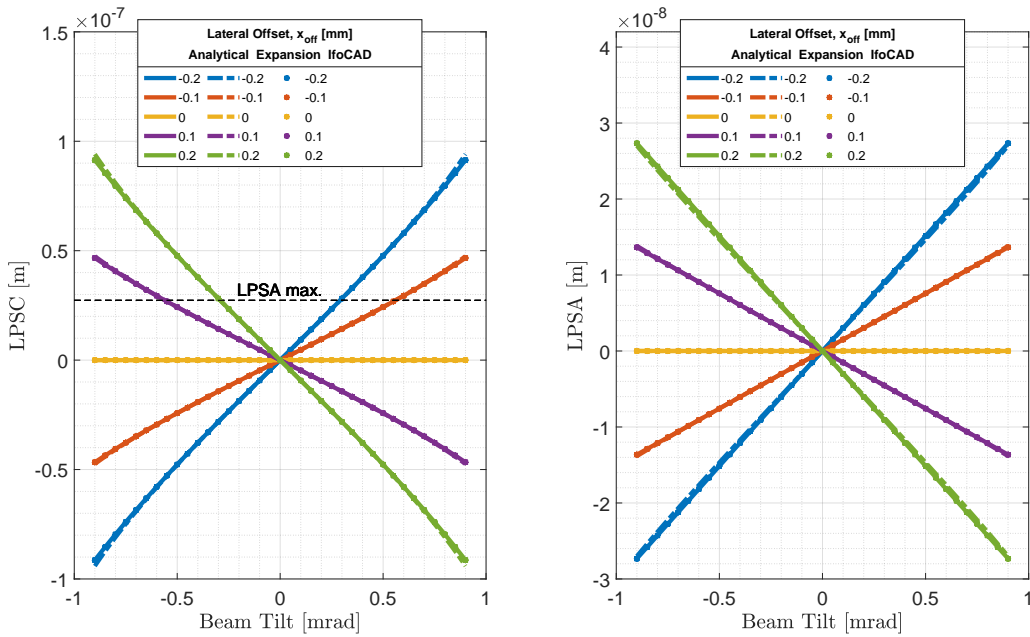 ×10⁻⁷
Lateral Offset, x_off [mm]
Analytical Expansion IfoCAD
-0.2 -0.2 -0.2
-0.1 -0.1 -0.1
0 0 0
0.1 0.1 0.1
0.2 0.2 0.2
1.5
1
0.5
0
-0.5
-1
LPSC [m]
LPSA max.
-1 -0.5 0 0.5 1
Beam Tilt [mrad]
×10⁻⁸
Lateral Offset, x_off [mm]
Analytical Expansion IfoCAD
-0.2 -0.2 -0.2
-0.1 -0.1 -0.1
0 0 0
0.1 0.1 0.1
0.2 0.2 0.2
4
3
2
1
0
-1
-2
-3
LPSA [m]
-1 -0.5 0 0.5 1
Beam Tilt [mrad]